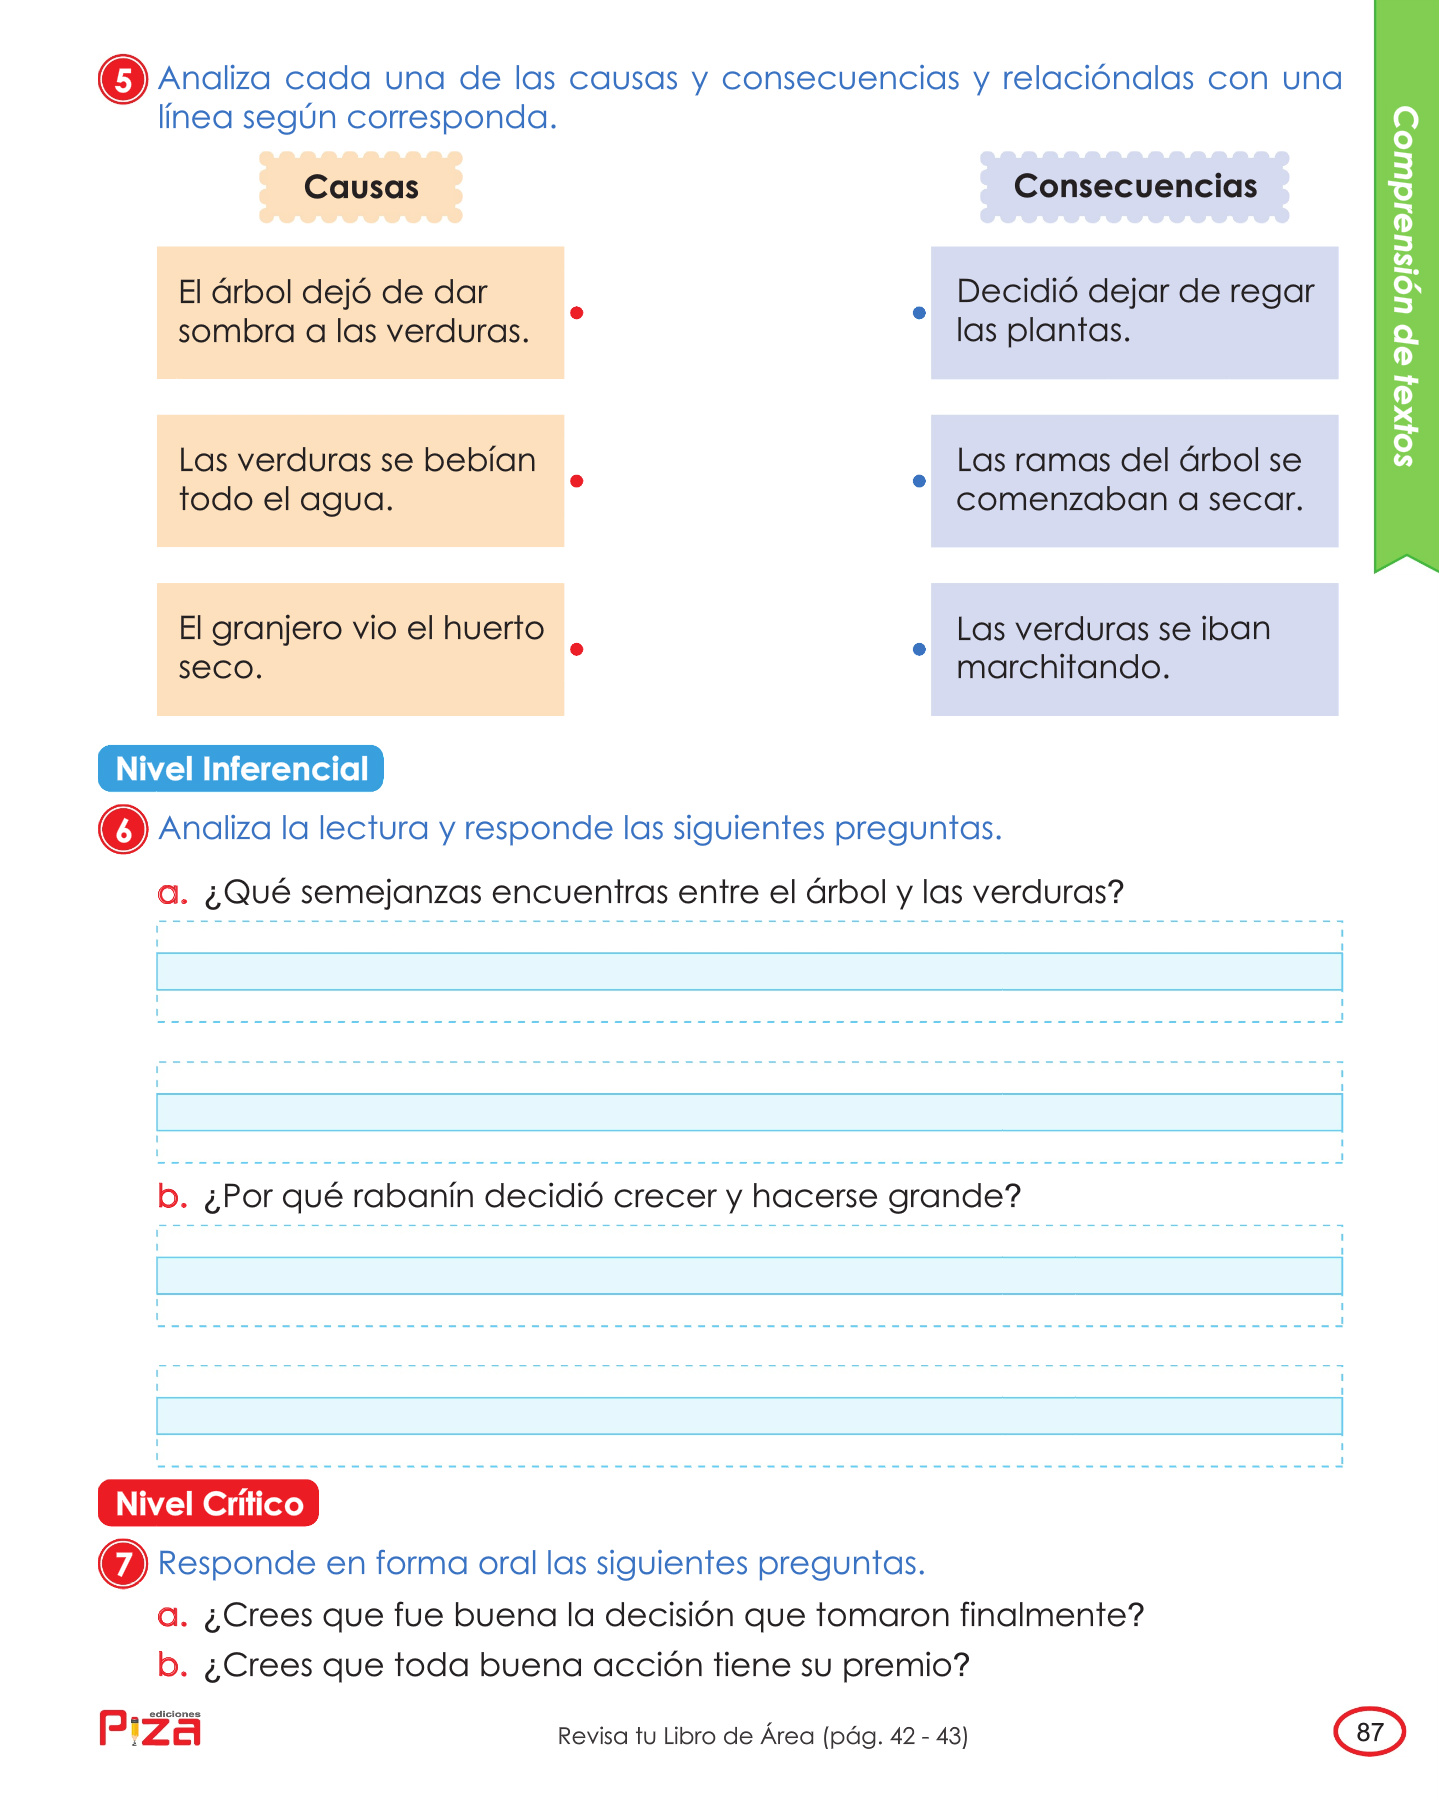 5 Analiza cada una de las causas y consecuencias y relaciónalas con una
línea según corresponda.
Causas
Consecuencias
El árbol dejó de dar
sombra a las verduras.
Decidió dejar de regar
las plantas.
Las verduras se bebían
todo el agua.
Las ramas del árbol se
comenzaban a secar.
El granjero vio el huerto
seco.
Las verduras se iban
marchitando.
Comprensión de textos
Nivel Inferencial
6 Analiza la lectura y responde las siguientes preguntas.
a. ¿Qué semejanzas encuentras entre el árbol y las verduras?
b. ¿Por qué rabanín decidió crecer y hacerse grande?
Nivel Crítico
7 Responde en forma oral las siguientes preguntas.
a. ¿Crees que fue buena la decisión que tomaron finalmente?
b. ¿Crees que toda buena acción tiene su premio?
ediciones
Piza
Revisa tu Libro de Área (pág. 42 - 43)
87